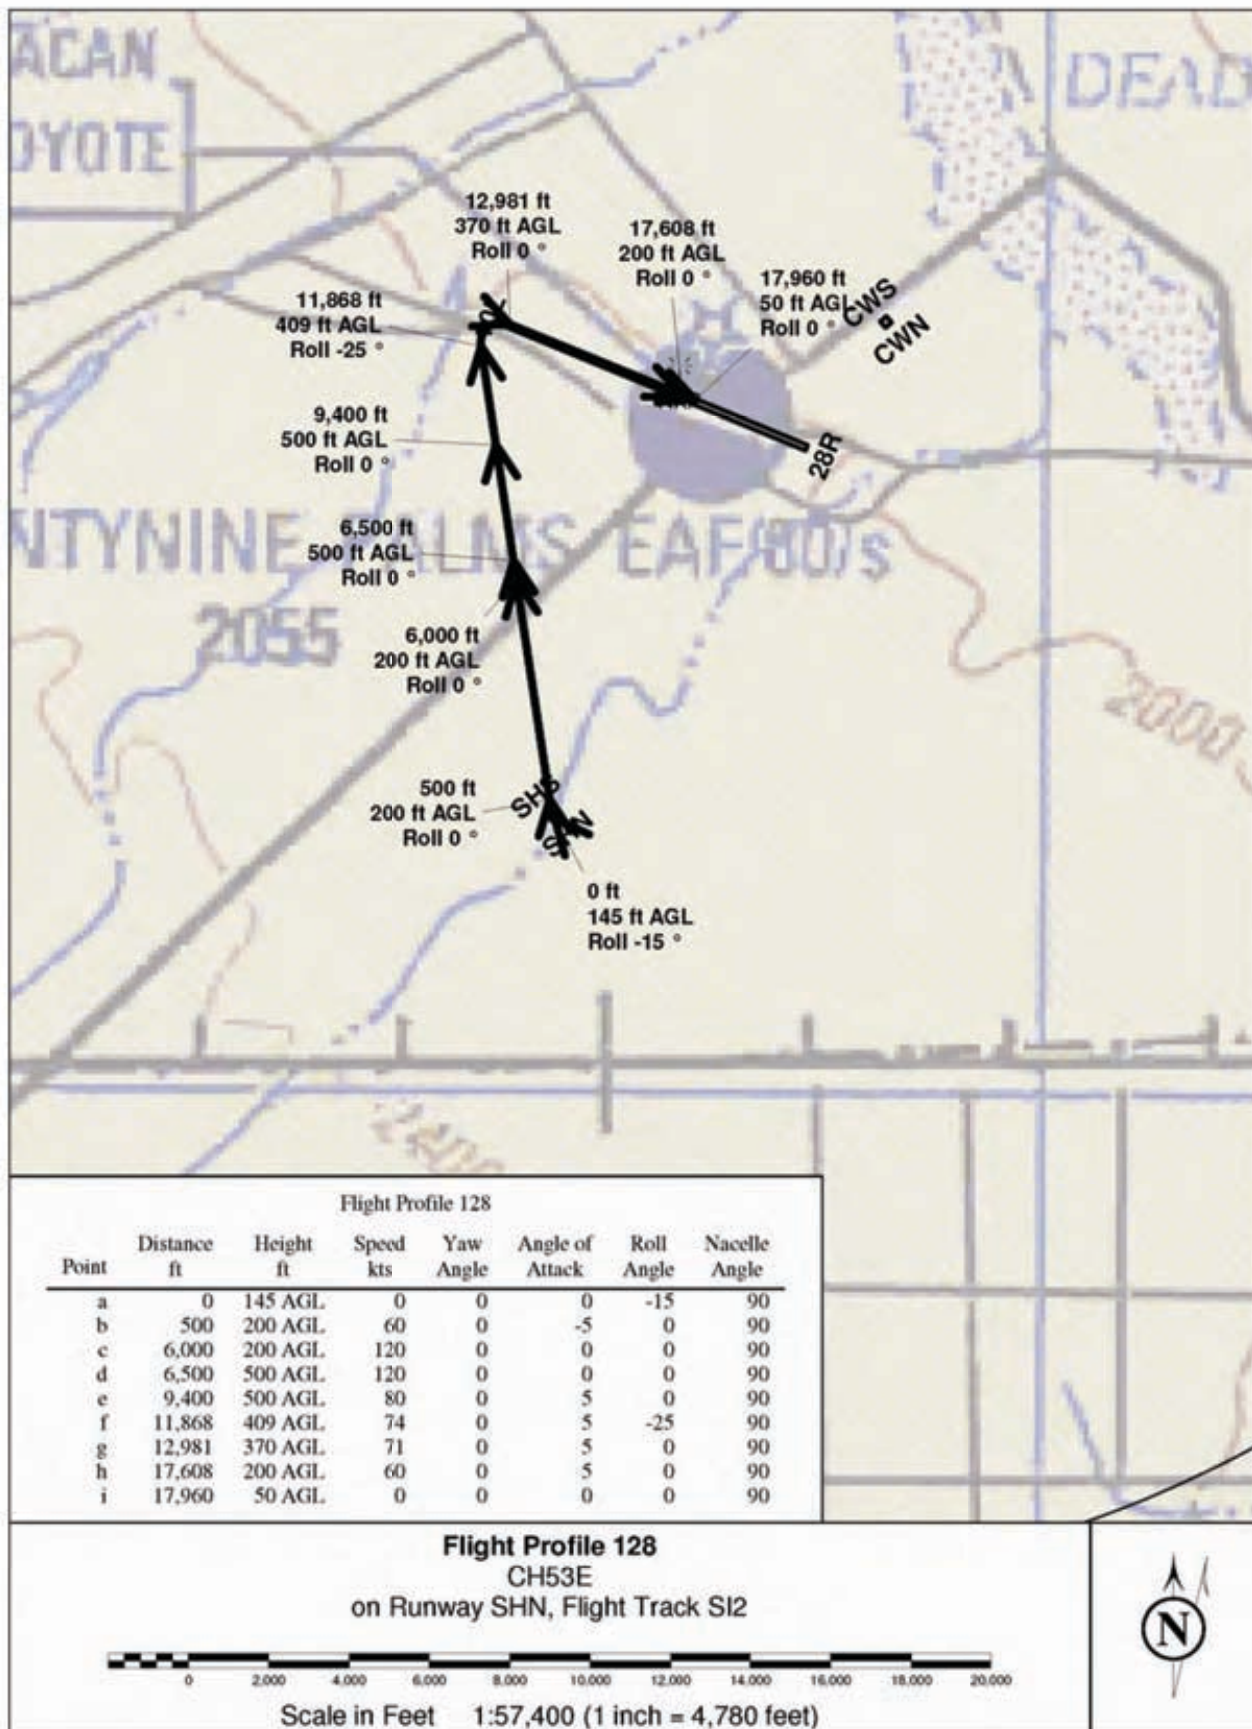 ACAN
OYOTE
DEAD
12,981 ft
370 ft AGL
Roll 0 °
17,608 ft
200 ft AGL
Roll 0 °
17,960 ft
50 ft AGL
Roll 0 °
CWS
CWN
11,868 ft
409 ft AGL
Roll -25 °
9,400 ft
500 ft AGL
Roll 0 °
28R
6,500 ft
500 ft AGL
Roll 0 °
NTYNINE PALMS EAF
2055
6,000 ft
200 ft AGL
Roll 0 °
2000
500 ft
200 ft AGL
Roll 0 °
SHS
0 ft
145 ft AGL
Roll -15 °
Flight Profile 128
Point Distance ft Height ft Speed kts Yaw Angle Angle of Attack Roll Angle Nacelle Angle
a 0 145 AGL 0 0 0 -15 90
b 500 200 AGL 60 0 -5 0 90
c 6,000 200 AGL 120 0 0 0 90
d 6,500 500 AGL 120 0 0 0 90
e 9,400 500 AGL 80 0 5 0 90
f 11,868 409 AGL 74 0 5 -25 90
g 12,981 370 AGL 71 0 5 0 90
h 17,608 200 AGL 60 0 5 0 90
i 17,960 50 AGL 0 0 0 0 90
Flight Profile 128
CH53E
on Runway SHN, Flight Track SI2
0 2,000 4,000 6,000 8,000 10,000 12,000 14,000 16,000 18,000 20,000
Scale in Feet 1:57,400 (1 inch = 4,780 feet)
N